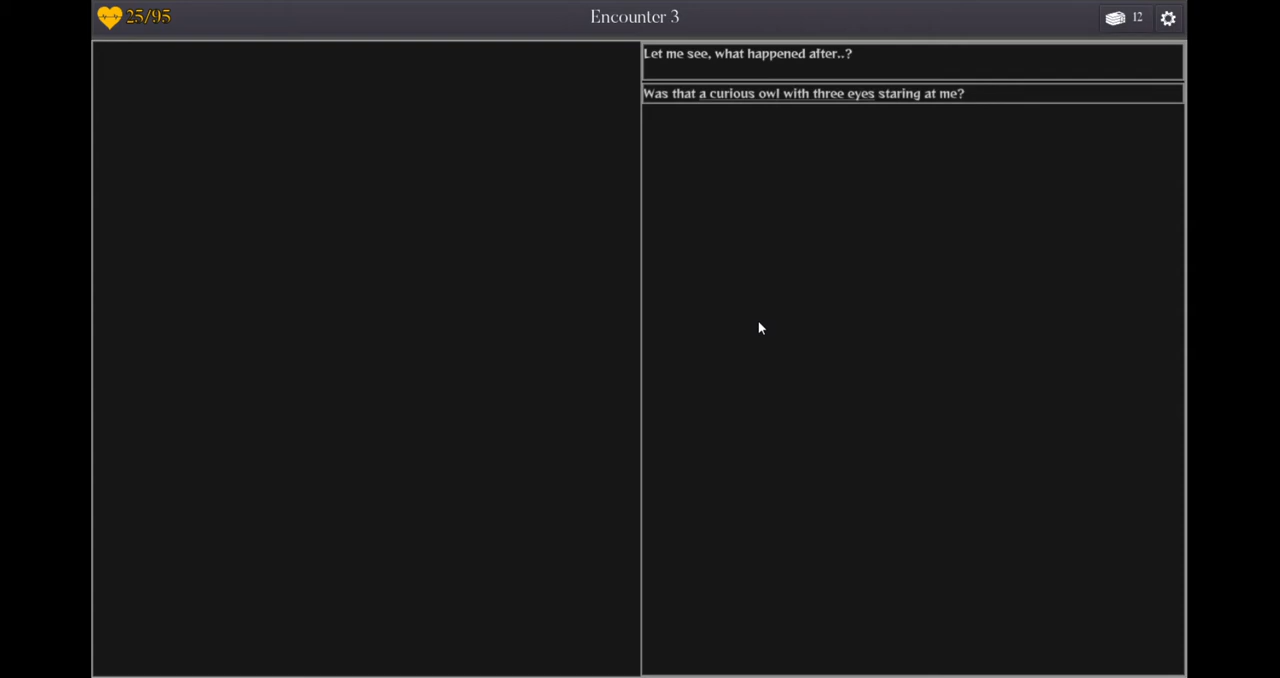 25/95
Encounter 3
12
Let me see, what happened after..?
Was that a curious owl with three eyes staring at me?